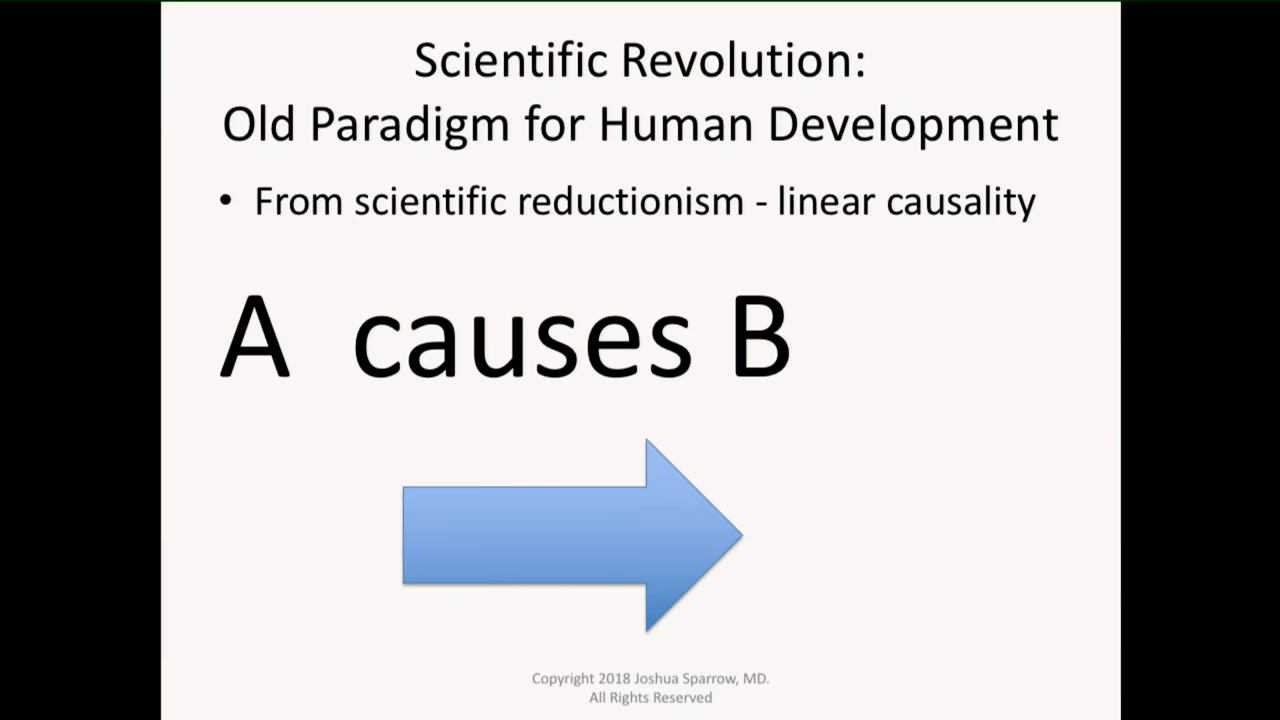 Scientific Revolution:
Old Paradigm for Human Development
• From scientific reductionism - linear causality
A causes B
Copyright 2018 Joshua Sparrow, MD.
All Rights Reserved